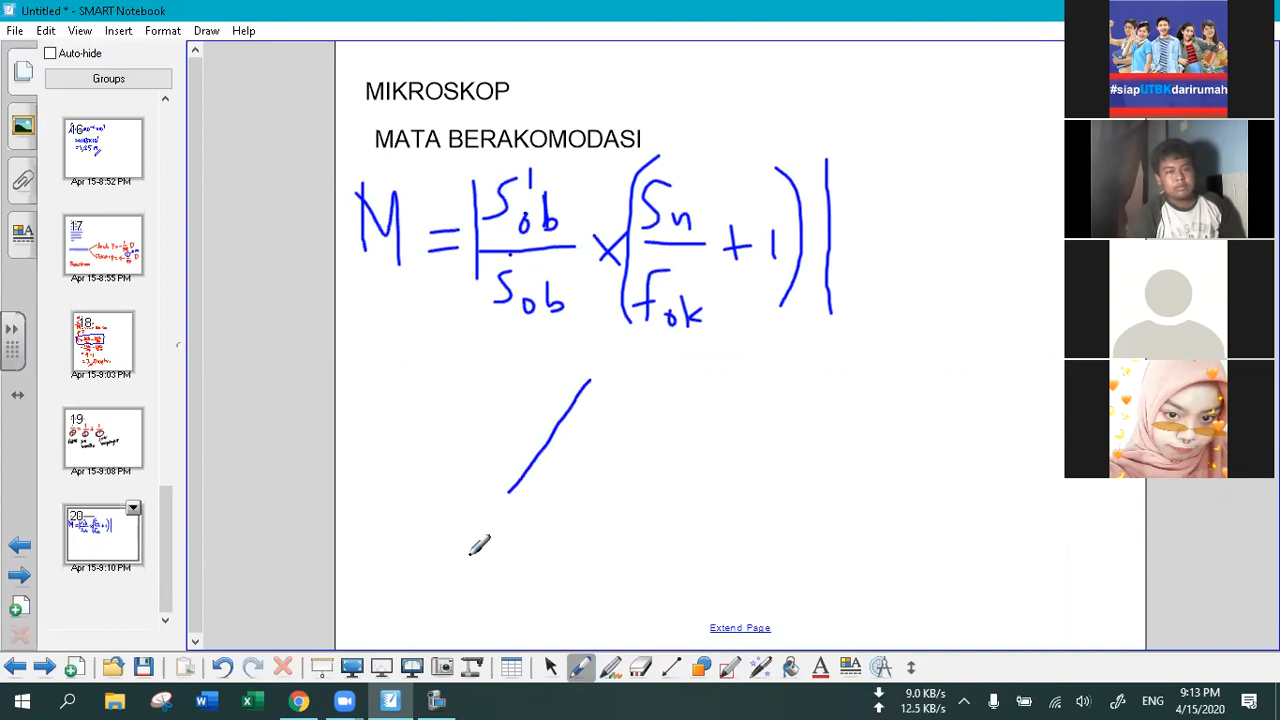 Untitled * - SMART Notebook
File Edit View Insert Format Draw Help
Auto-hide
Groups
16
Apr 15-8:52 PM
17
Apr 15-8:55 PM
18
Apr 15-9:03 PM
19
Apr 15-9:08 PM
20
Apr 15-9:10 PM
MIKROSKOP
MATA BERAKOMODASI
M = | S'ob / Sob × ( Sn / fok + 1 ) |
Extend Page
#siapUTBKdarirumah
9.0 KB/s
12.5 KB/s
ENG
9:13 PM
4/15/2020